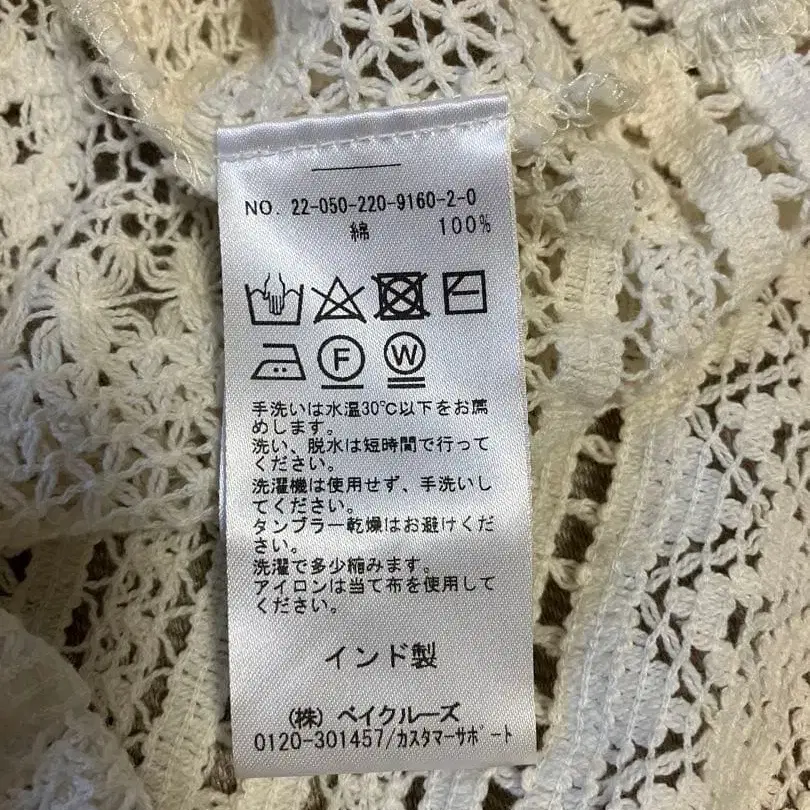 NO. 22-050-220-9160-2-0
綿 100%
F W
手洗いは水温30℃以下をお薦
めします。
洗い、脱水は短時間で行って
ください。
洗濯機は使用せず、手洗いし
てください。
タンブラー乾燥はお避けくだ
さい。
洗濯で多少縮みます。
アイロンは当て布を使用して
ください。
インド製
(株) ベイクルーズ
0120-301457/カスタマーサポート